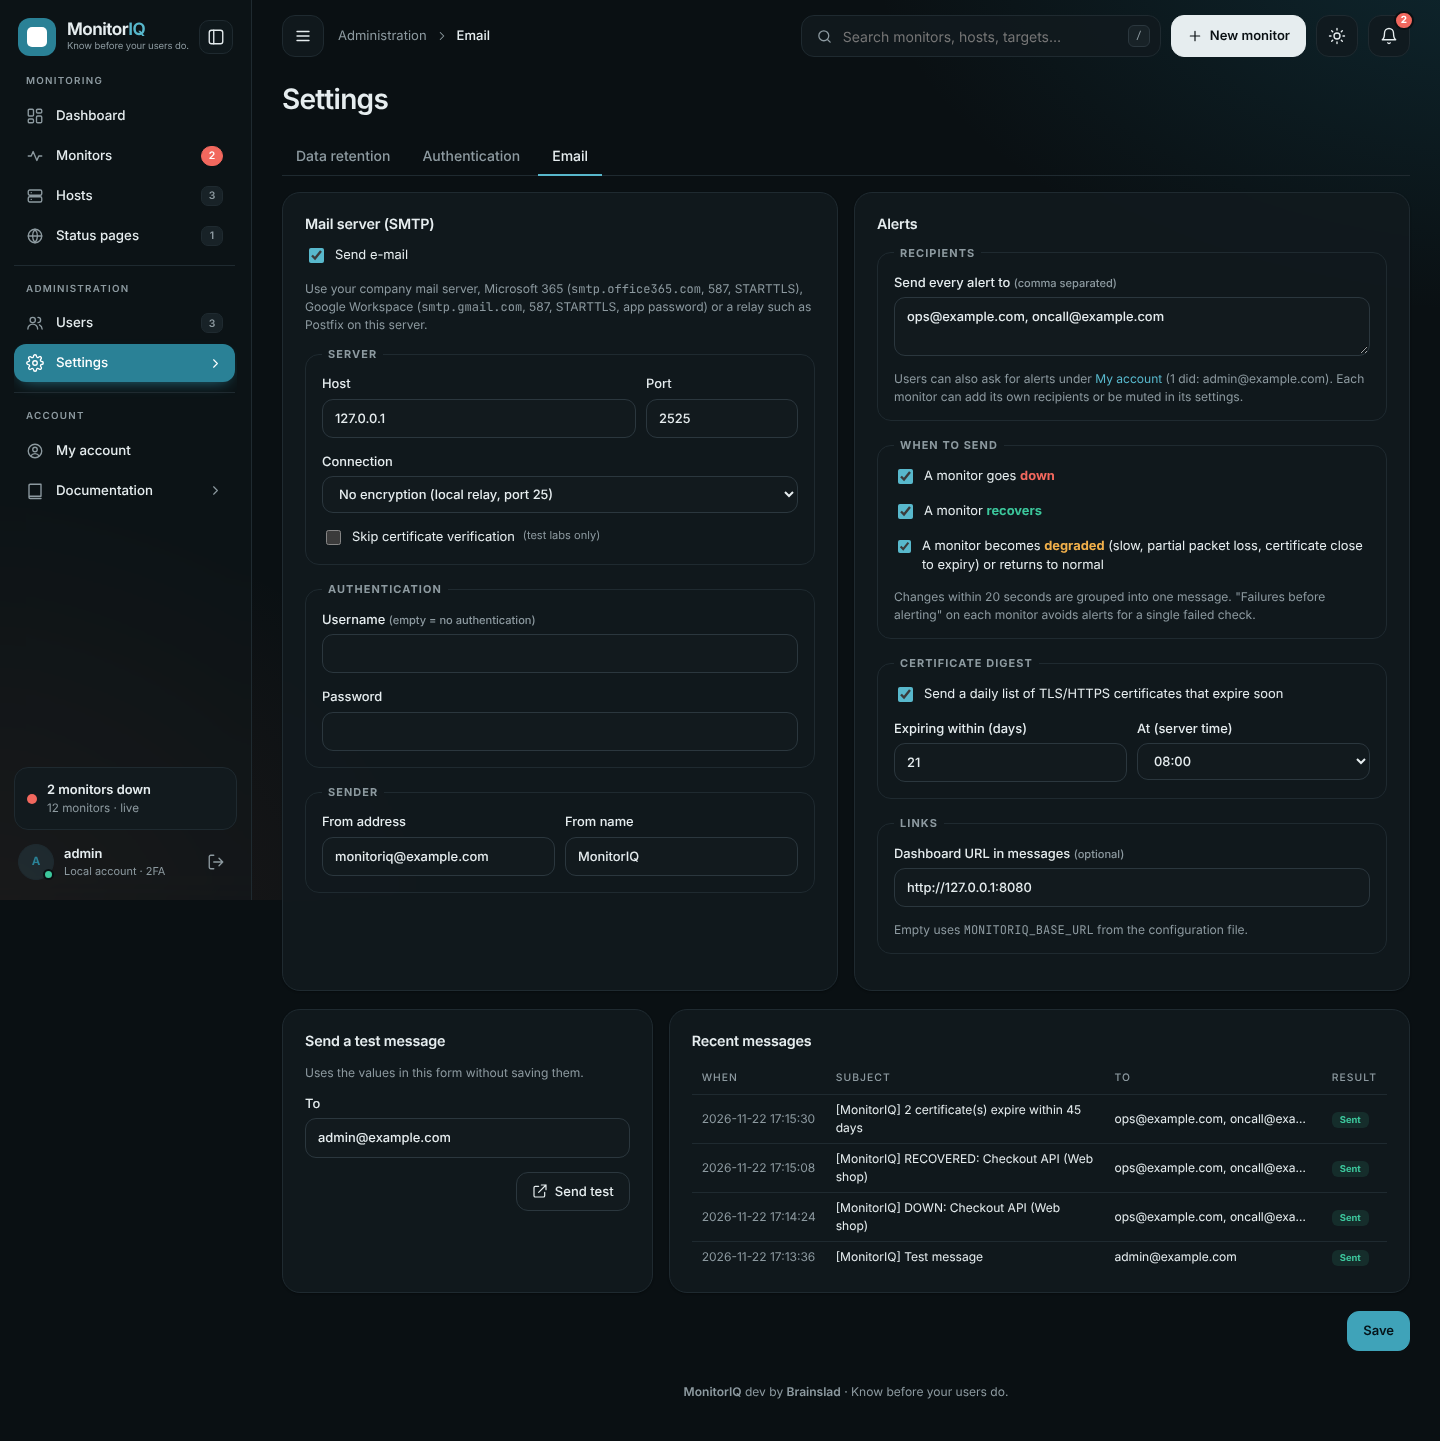 MonitorIQ
Know before your users do.
MONITORING
Dashboard
Monitors 2
Hosts 3
Status pages 1
ADMINISTRATION
Users 3
Settings
ACCOUNT
My account
Documentation
2 monitors down
12 monitors · live
A
admin
Local account · 2FA
Administration > Email
Search monitors, hosts, targets... /
+ New monitor
2
Settings
Data retention Authentication Email
Mail server (SMTP)
Send e-mail
Use your company mail server, Microsoft 365 (smtp.office365.com, 587, STARTTLS),
Google Workspace (smtp.gmail.com, 587, STARTTLS, app password) or a relay such as
Postfix on this server.
SERVER
Host Port
127.0.0.1 2525
Connection
No encryption (local relay, port 25)
Skip certificate verification (test labs only)
AUTHENTICATION
Username (empty = no authentication)
Password
SENDER
From address From name
monitoriq@example.com MonitorIQ
Alerts
RECIPIENTS
Send every alert to (comma separated)
ops@example.com, oncall@example.com
Users can also ask for alerts under My account (1 did: admin@example.com). Each
monitor can add its own recipients or be muted in its settings.
WHEN TO SEND
A monitor goes down
A monitor recovers
A monitor becomes degraded (slow, partial packet loss, certificate close
to expiry) or returns to normal
Changes within 20 seconds are grouped into one message. "Failures before
alerting" on each monitor avoids alerts for a single failed check.
CERTIFICATE DIGEST
Send a daily list of TLS/HTTPS certificates that expire soon
Expiring within (days) At (server time)
21 08:00
LINKS
Dashboard URL in messages (optional)
http://127.0.0.1:8080
Empty uses MONITORIQ_BASE_URL from the configuration file.
Send a test message
Uses the values in this form without saving them.
To
admin@example.com
Send test
Recent messages
WHEN SUBJECT TO RESULT
2026-11-22 17:15:30 [MonitorIQ] 2 certificate(s) expire within 45 ops@example.com, oncall@exa... Sent
days
2026-11-22 17:15:08 [MonitorIQ] RECOVERED: Checkout API (Web ops@example.com, oncall@exa... Sent
shop)
2026-11-22 17:14:24 [MonitorIQ] DOWN: Checkout API (Web ops@example.com, oncall@exa... Sent
shop)
2026-11-22 17:13:36 [MonitorIQ] Test message admin@example.com Sent
Save
MonitorIQ dev by Brainslad · Know before your users do.